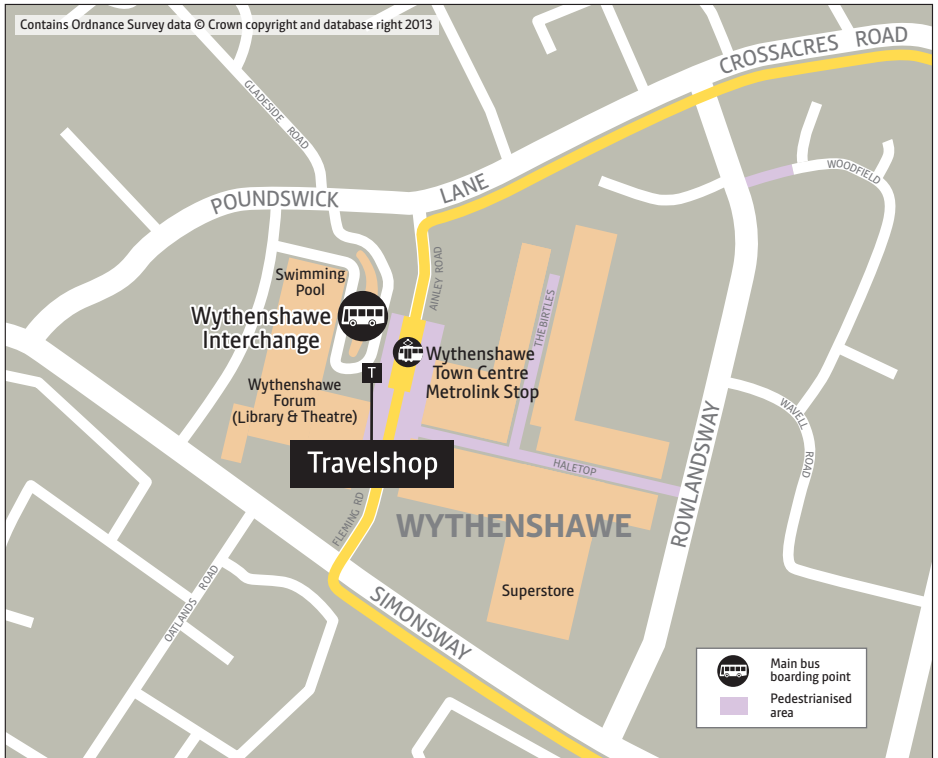 Contains Ordnance Survey data © Crown copyright and database right 2013
CROSSACRES ROAD
GLADESIDE ROAD
WOODFIELD
POUNDSWICK
LANE
AINLEY ROAD
Swimming
Pool
THE BIRTLES
Wythenshawe
Interchange
Wythenshawe
Town Centre
Metrolink Stop
T
Wythenshawe
Forum
(Library & Theatre)
WAVELL
ROAD
Travelshop
HALETOP
ROWLANDSWAY
FLEMING RD
WYTHENSHAWE
Superstore
OATLANDS ROAD
SIMONSWAY
Main bus
boarding point
Pedestrianised
area